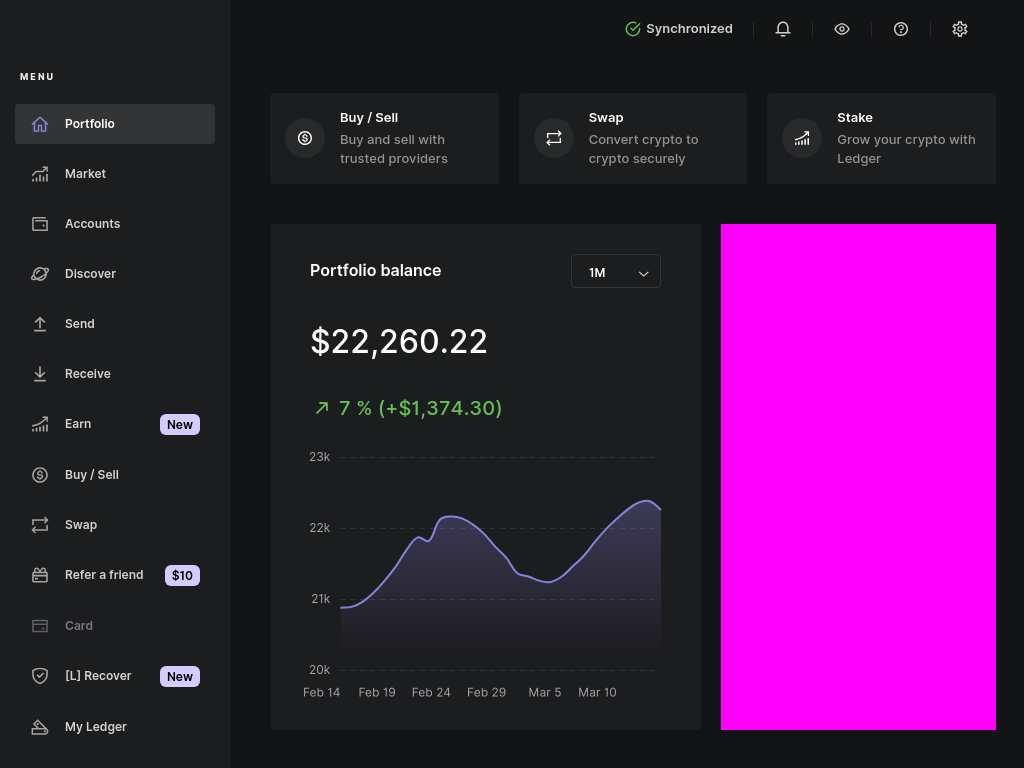 Synchronized
MENU
Portfolio
Market
Accounts
Discover
Send
Receive
Earn New
Buy / Sell
Swap
Refer a friend $10
Card
[L] Recover New
My Ledger
Buy / Sell
Buy and sell with
trusted providers
Swap
Convert crypto to
crypto securely
Stake
Grow your crypto with
Ledger
Portfolio balance
1M
$22,260.22
7 % (+$1,374.30)
23k
22k
21k
20k
Feb 14 Feb 19 Feb 24 Feb 29 Mar 5 Mar 10